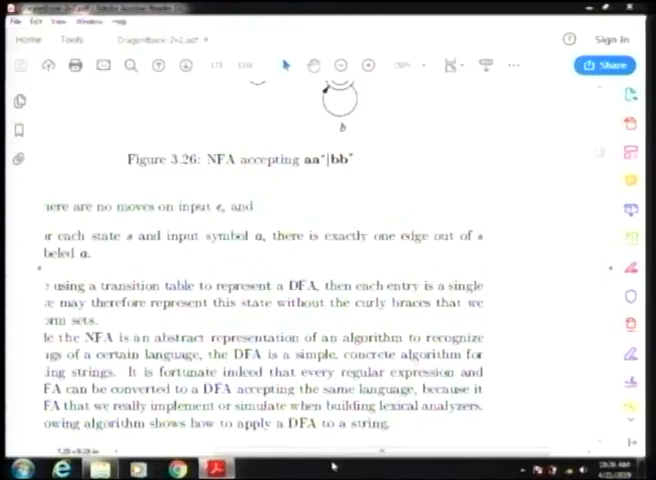 File Edit View Window Help
Home Tools DragonBook-2x2.pdf × Sign In
Share
b
Figure 3.26: NFA accepting aa*|bb*
here are no moves on input ε, and
or each state s and input symbol a, there is exactly one edge out of s
beled a.
using a transition table to represent a DFA, then each entry is a single
e may therefore represent this state without the curly braces that we
orm sets.
le the NFA is an abstract representation of an algorithm to recognize
ngs of a certain language, the DFA is a simple, concrete algorithm for
ing strings. It is fortunate indeed that every regular expression and
FA can be converted to a DFA accepting the same language, because it
FA that we really implement or simulate when building lexical analyzers.
owing algorithm shows how to apply a DFA to a string.